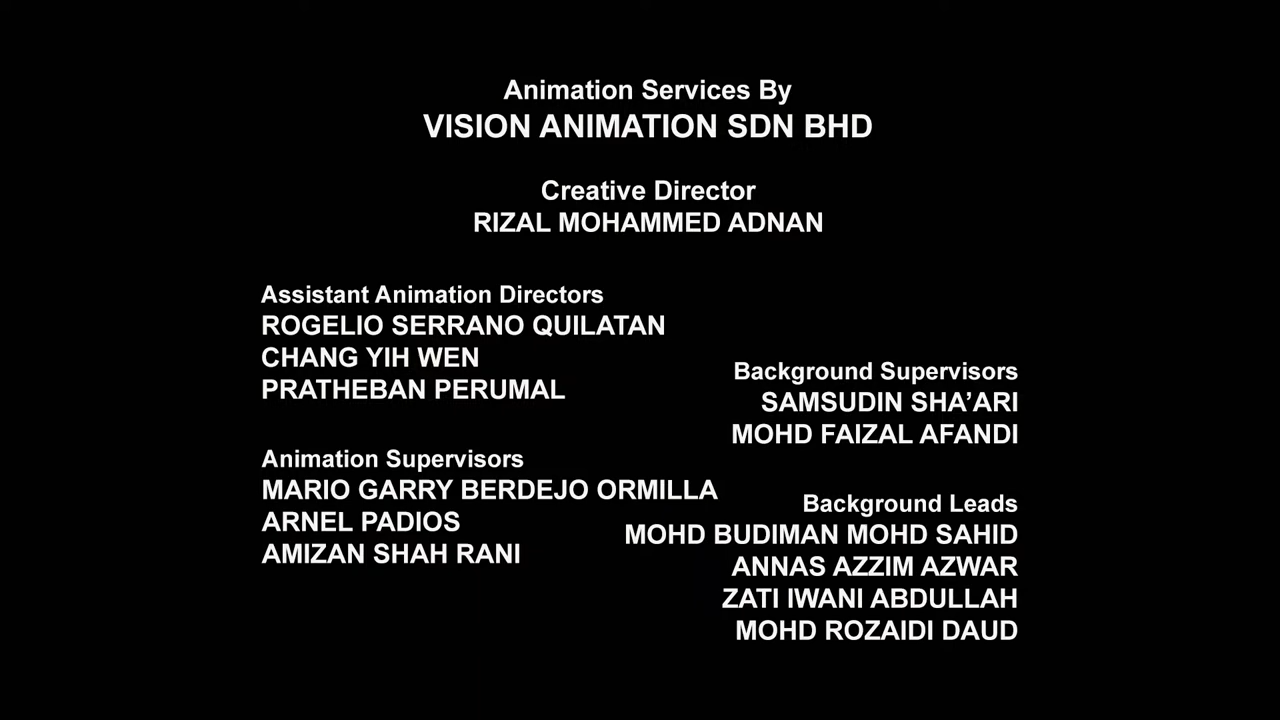 Animation Services By
VISION ANIMATION SDN BHD
Creative Director
RIZAL MOHAMMED ADNAN
Assistant Animation Directors
ROGELIO SERRANO QUILATAN
CHANG YIH WEN
PRATHEBAN PERUMAL
Animation Supervisors
MARIO GARRY BERDEJO ORMILLA
ARNEL PADIOS
AMIZAN SHAH RANI
Background Supervisors
SAMSUDIN SHA’ARI
MOHD FAIZAL AFANDI
Background Leads
MOHD BUDIMAN MOHD SAHID
ANNAS AZZIM AZWAR
ZATI IWANI ABDULLAH
MOHD ROZAIDI DAUD